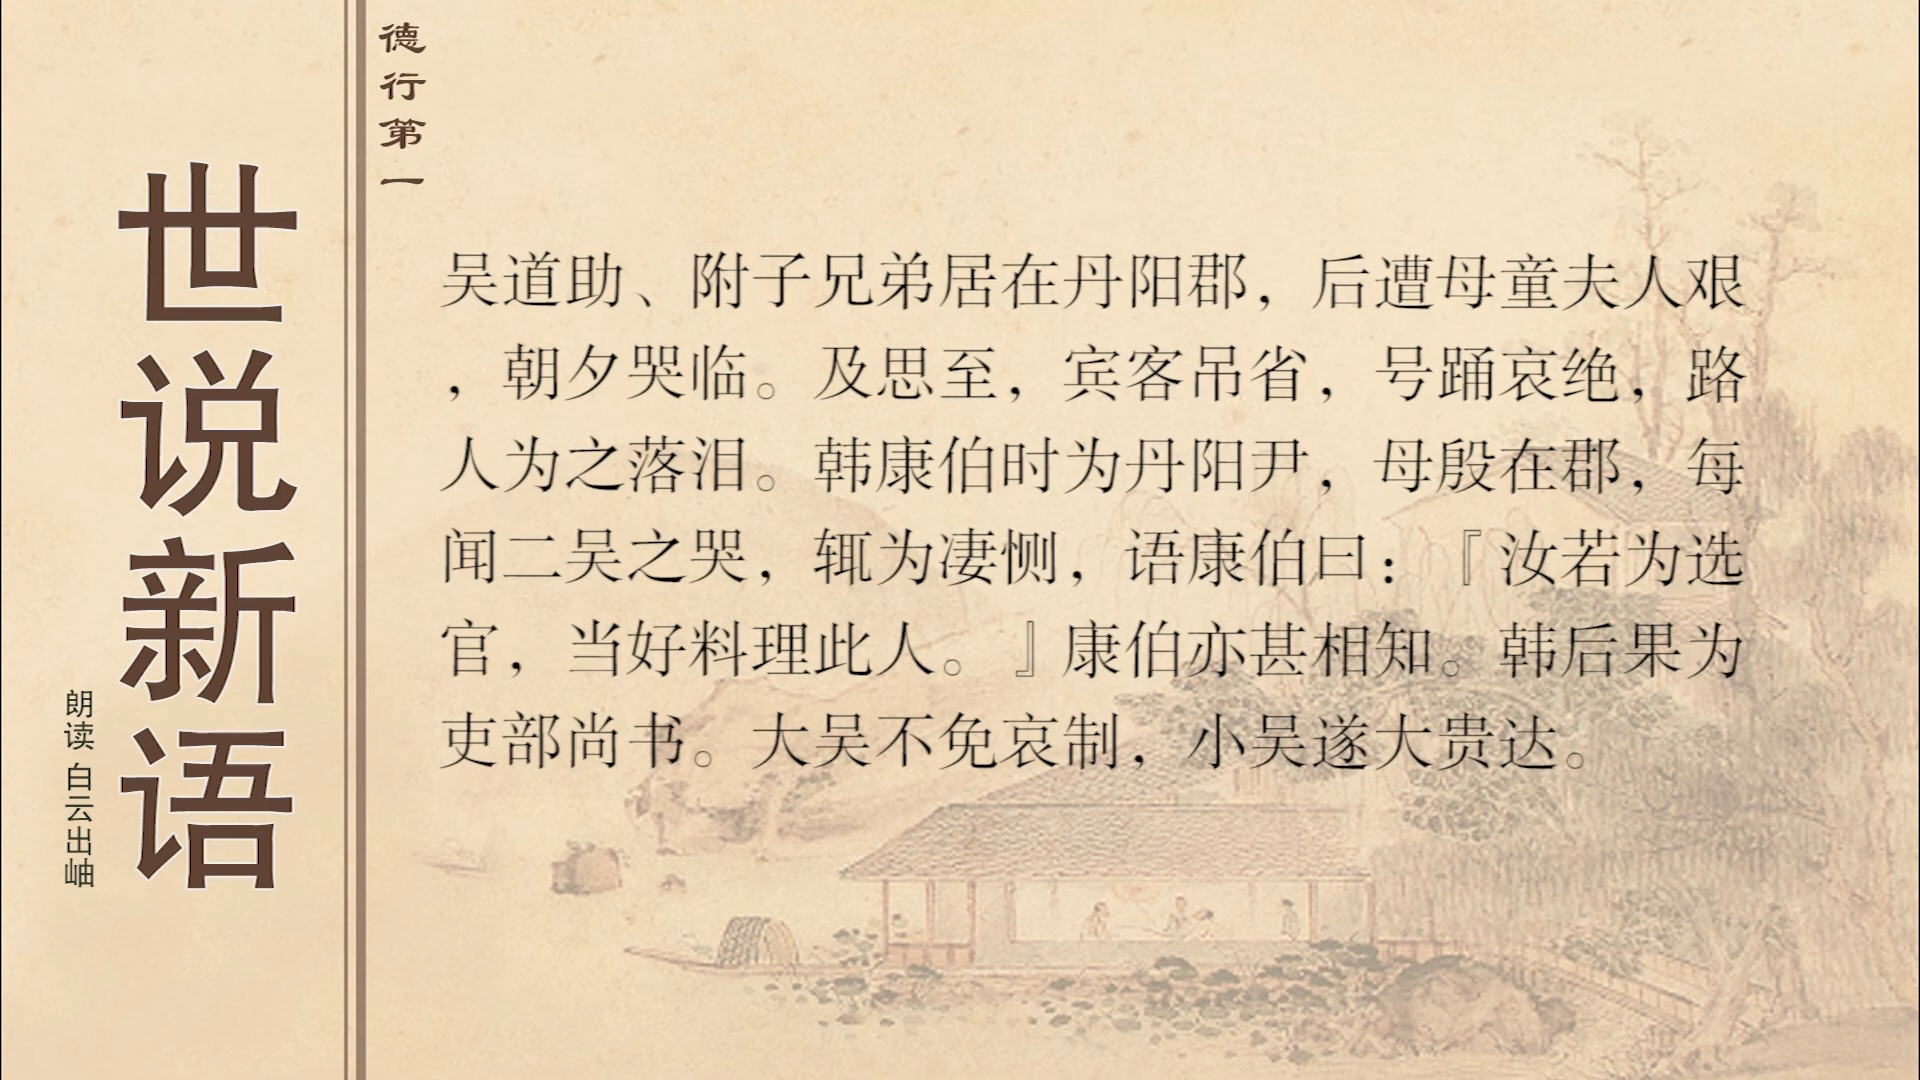 世说新语
朗读 白云出岫
德行第一
吴道助、附子兄弟居在丹阳郡，后遭母童夫人艰
，朝夕哭临。及思至，宾客吊省，号踊哀绝，路
人为之落泪。韩康伯时为丹阳尹，母殷在郡，每
闻二吴之哭，辄为凄恻，语康伯曰：『汝若为选
官，当好料理此人。』康伯亦甚相知。韩后果为
吏部尚书。大吴不免哀制，小吴遂大贵达。